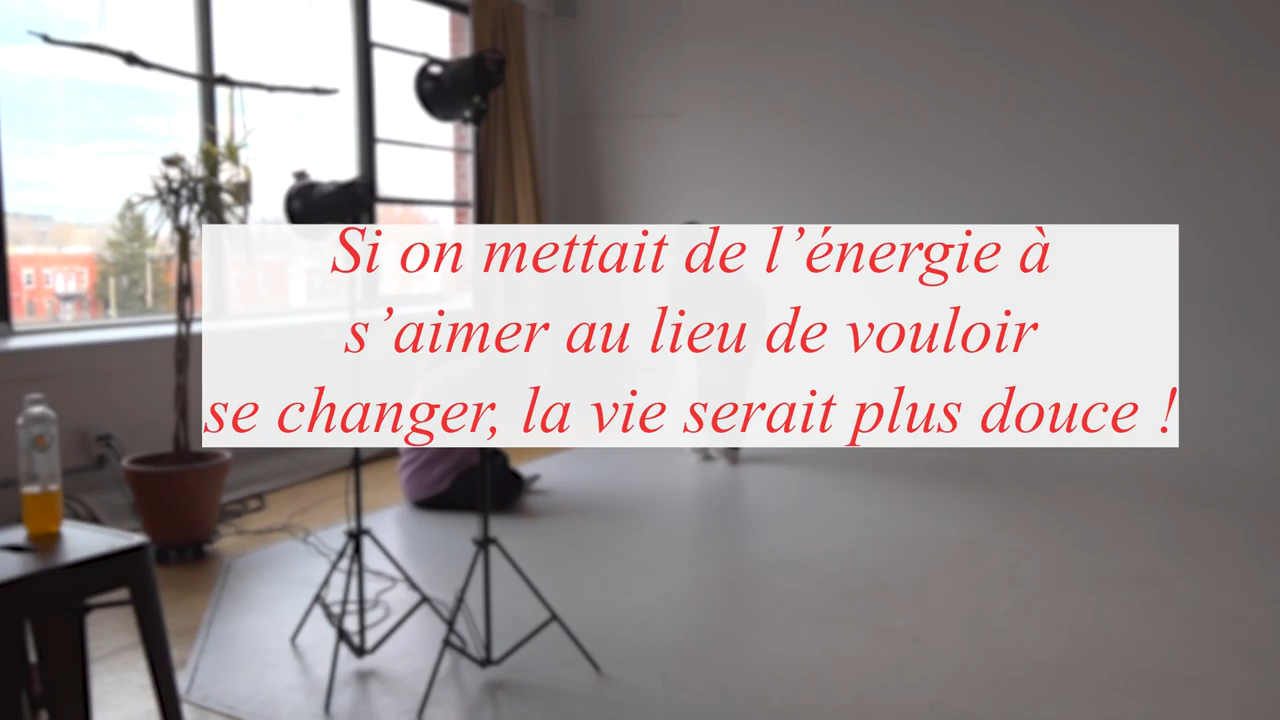 Si on mettait de l’énergie à
s’aimer au lieu de vouloir
se changer, la vie serait plus douce !